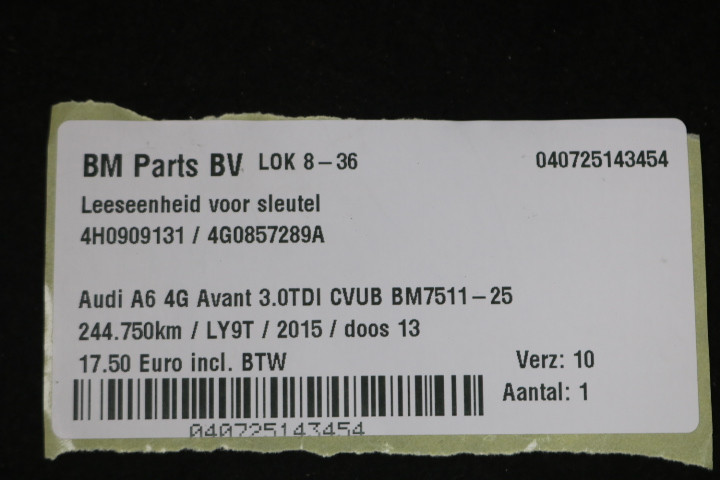 BM Parts BV LOK 8-36 040725143454
Leeseenheid voor sleutel
4H0909131 / 4G0857289A
Audi A6 4G Avant 3.0TDI CVUB BM7511-25
244.750km / LY9T / 2015 / doos 13
17.50 Euro incl. BTW Verz: 10
Aantal: 1
040725143454